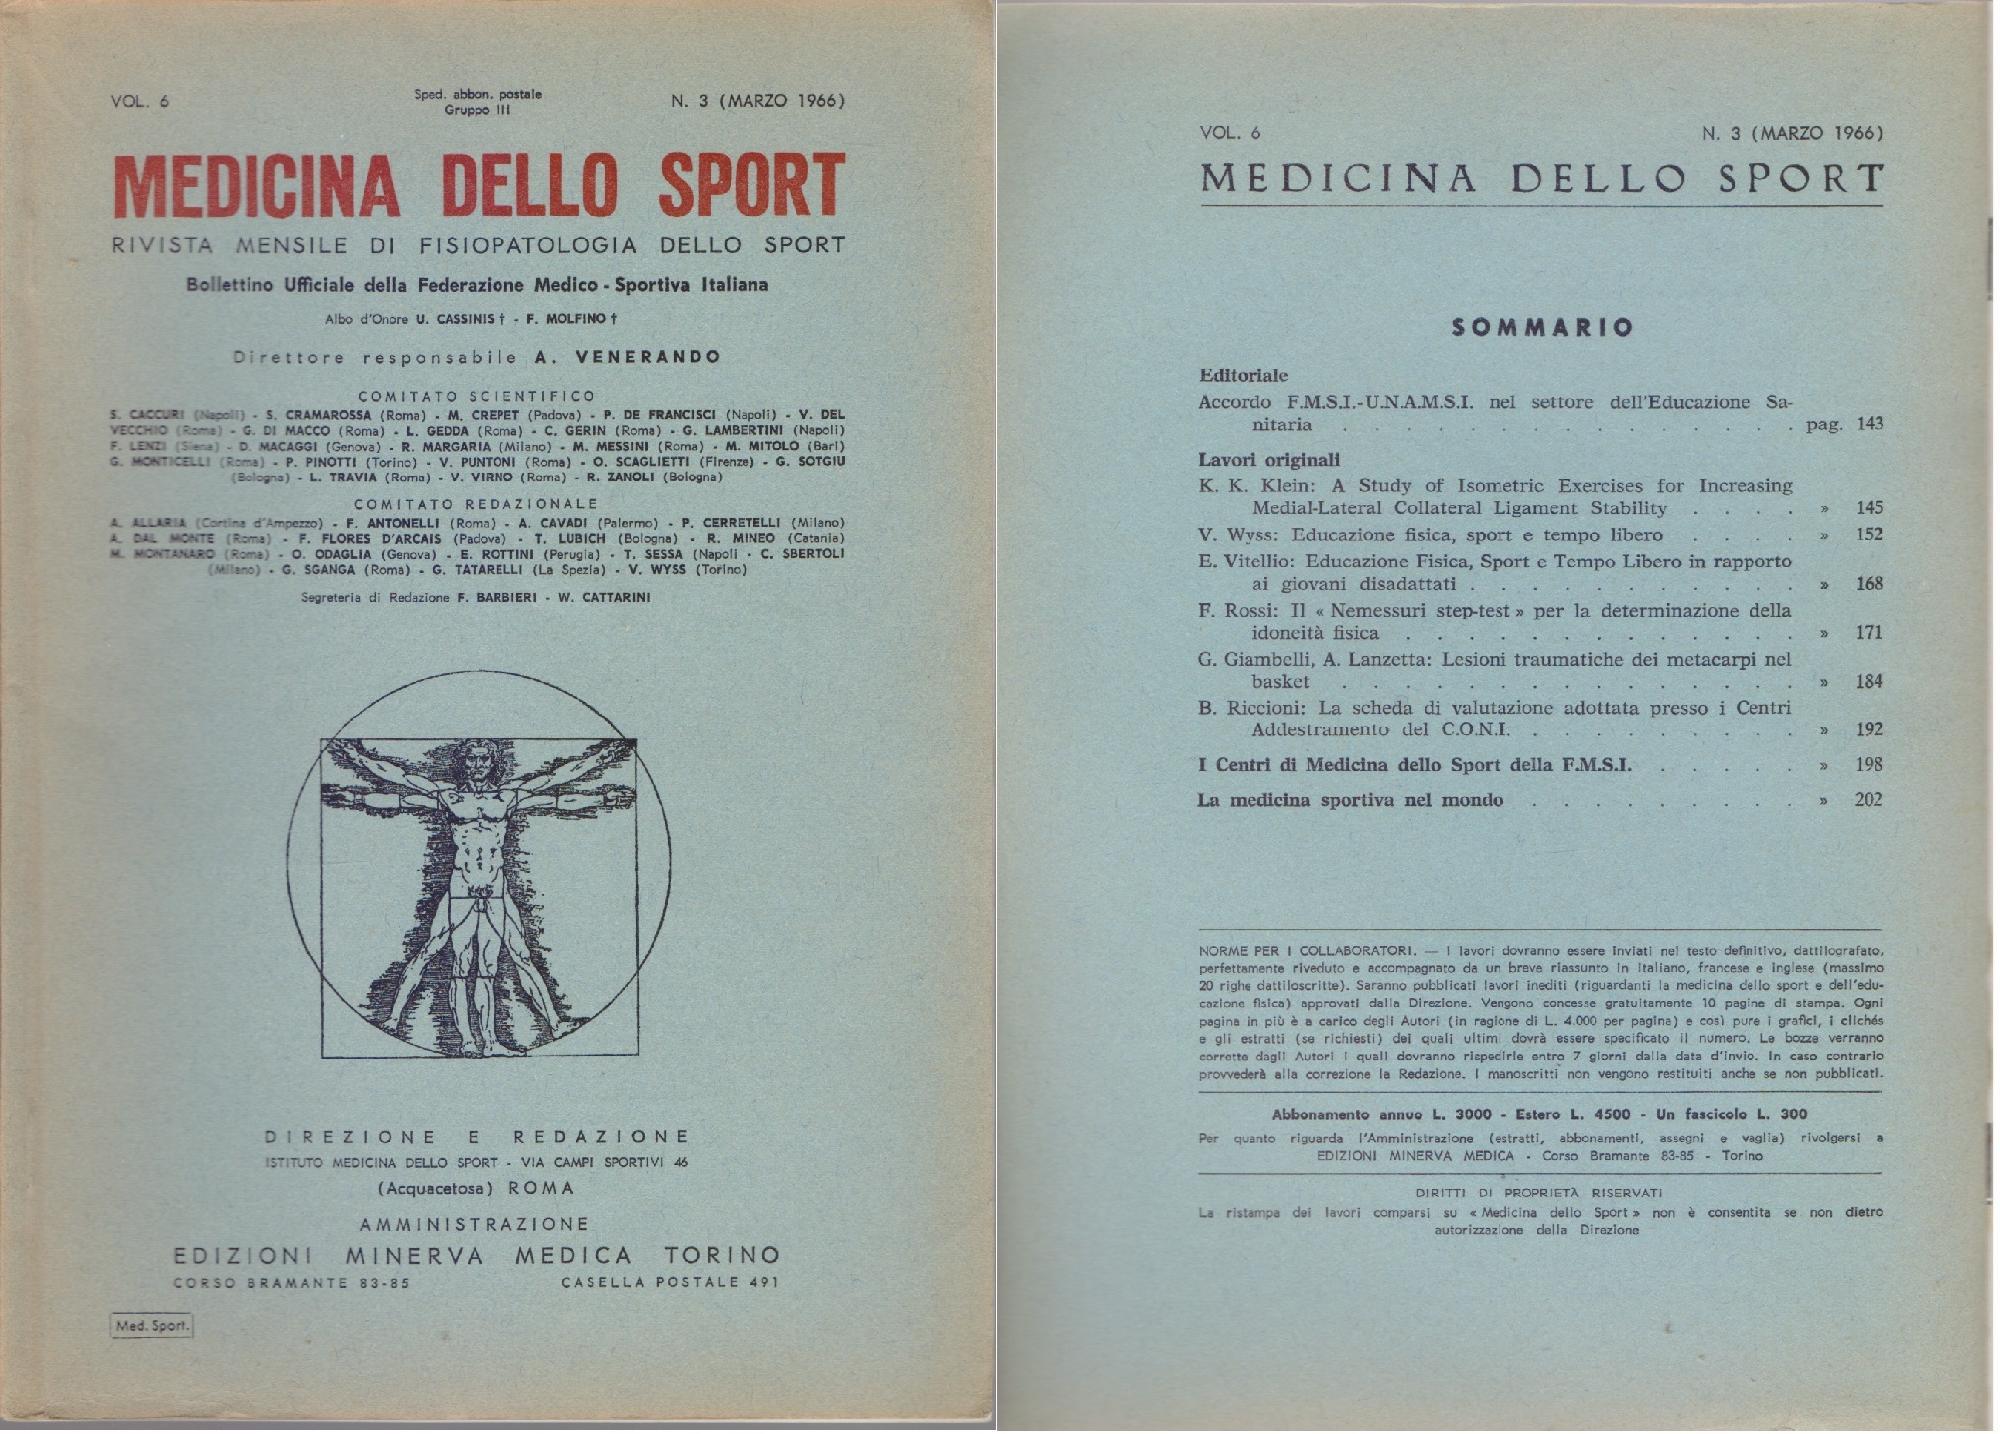 VOL. 6
Sped. abbon. postale
Gruppo III
N. 3 (MARZO 1966)
MEDICINA DELLO SPORT
RIVISTA MENSILE DI FISIOPATOLOGIA DELLO SPORT
Bollettino Ufficiale della Federazione Medico - Sportiva Italiana
Albo d'Onore U. CASSINIS † - F. MOLFINO †
Direttore responsabile A. VENERANDO
COMITATO SCIENTIFICO
S. CACCURI (Napoli) - S. CRAMAROSSA (Roma) - M. CREPET (Padova) - P. DE FRANCISCI (Napoli) - V. DEL
VECCHIO (Roma) - G. DI MACCO (Roma) - L. GEDDA (Roma) - C. GERIN (Roma) - G. LAMBERTINI (Napoli)
F. LENZI (Siena) - D. MACAGGI (Genova) - R. MARGARIA (Milano) - M. MESSINI (Roma) - M. MITOLO (Bari)
G. MONTICELLI (Roma) - P. PINOTTI (Torino) - V. PUNTONI (Roma) - O. SCAGLIETTI (Firenze) - G. SOTGIU
(Bologna) - L. TRAVIA (Roma) - V. VIRNO (Roma) - R. ZANOLI (Bologna)
COMITATO REDAZIONALE
A. ALLARIA (Cortina d'Ampezzo) - F. ANTONELLI (Roma) - A. CAVADI (Palermo) - P. CERRETELLI (Milano)
A. DAL MONTE (Roma) - F. FLORES D'ARCAIS (Padova) - T. LUBICH (Bologna) - R. MINEO (Catania)
M. MONTANARO (Roma) - O. ODAGLIA (Genova) - E. ROTTINI (Perugia) - T. SESSA (Napoli - C. SBERTOLI
(Milano) - G. SGANGA (Roma) - G. TATARELLI (La Spezia) - V. WYSS (Torino)
Segreteria di Redazione F. BARBIERI - W. CATTARINI
DIREZIONE E REDAZIONE
ISTITUTO MEDICINA DELLO SPORT - VIA CAMPI SPORTIVI 46
(Acquacetosa) ROMA
AMMINISTRAZIONE
EDIZIONI MINERVA MEDICA TORINO
CORSO BRAMANTE 83-85 CASELLA POSTALE 491
Med. Sport.
VOL. 6 N. 3 (MARZO 1966)
MEDICINA DELLO SPORT
SOMMARIO
Editoriale
Accordo F.M.S.I.-U.N.A.M.S.I. nel settore dell'Educazione Sa-
nitaria . . . . . . . . . . . . . . . pag. 143
Lavori originali
K. K. Klein: A Study of Isometric Exercises for Increasing
Medial-Lateral Collateral Ligament Stability . . . . » 145
V. Wyss: Educazione fisica, sport e tempo libero . . . . » 152
E. Vitellio: Educazione Fisica, Sport e Tempo Libero in rapporto
ai giovani disadattati . . . . . . . . . . . » 168
F. Rossi: Il « Nemessuri step-test » per la determinazione della
idoneità fisica . . . . . . . . . . . . . » 171
G. Giambelli, A. Lanzetta: Lesioni traumatiche dei metacarpi nel
basket . . . . . . . . . . . . . . . » 184
B. Riccioni: La scheda di valutazione adottata presso i Centri
Addestramento del C.O.N.I. . . . . . . . . . » 192
I Centri di Medicina dello Sport della F.M.S.I. . . . . . » 198
La medicina sportiva nel mondo . . . . . . . . . » 202
NORME PER I COLLABORATORI. — I lavori dovranno essere inviati nel testo definitivo, dattilografato,
perfettamente riveduto e accompagnato da un breve riassunto in italiano, francese e inglese (massimo
20 righe dattiloscritte). Saranno pubblicati lavori inediti (riguardanti la medicina dello sport e dell'edu-
cazione fisica) approvati dalla Direzione. Vengono concesse gratuitamente 10 pagine di stampa. Ogni
pagina in più è a carico degli Autori (in ragione di L. 4.000 per pagina) e così pure i grafici, i clichés
e gli estratti (se richiesti) dei quali ultimi dovrà essere specificato il numero. Le bozze verranno
corrette dagli Autori i quali dovranno rispedirle entro 7 giorni dalla data d'invio. In caso contrario
provvederà alla correzione la Redazione. I manoscritti non vengono restituiti anche se non pubblicati.
Abbonamento annuo L. 3000 - Estero L. 4500 - Un fascicolo L. 300
Per quanto riguarda l'Amministrazione (estratti, abbonamenti, assegni e vaglia) rivolgersi a
EDIZIONI MINERVA MEDICA - Corso Bramante 83-85 - Torino
DIRITTI DI PROPRIETÀ RISERVATI
La ristampa dei lavori comparsi su « Medicina dello Sport » non è consentita se non dietro
autorizzazione della Direzione